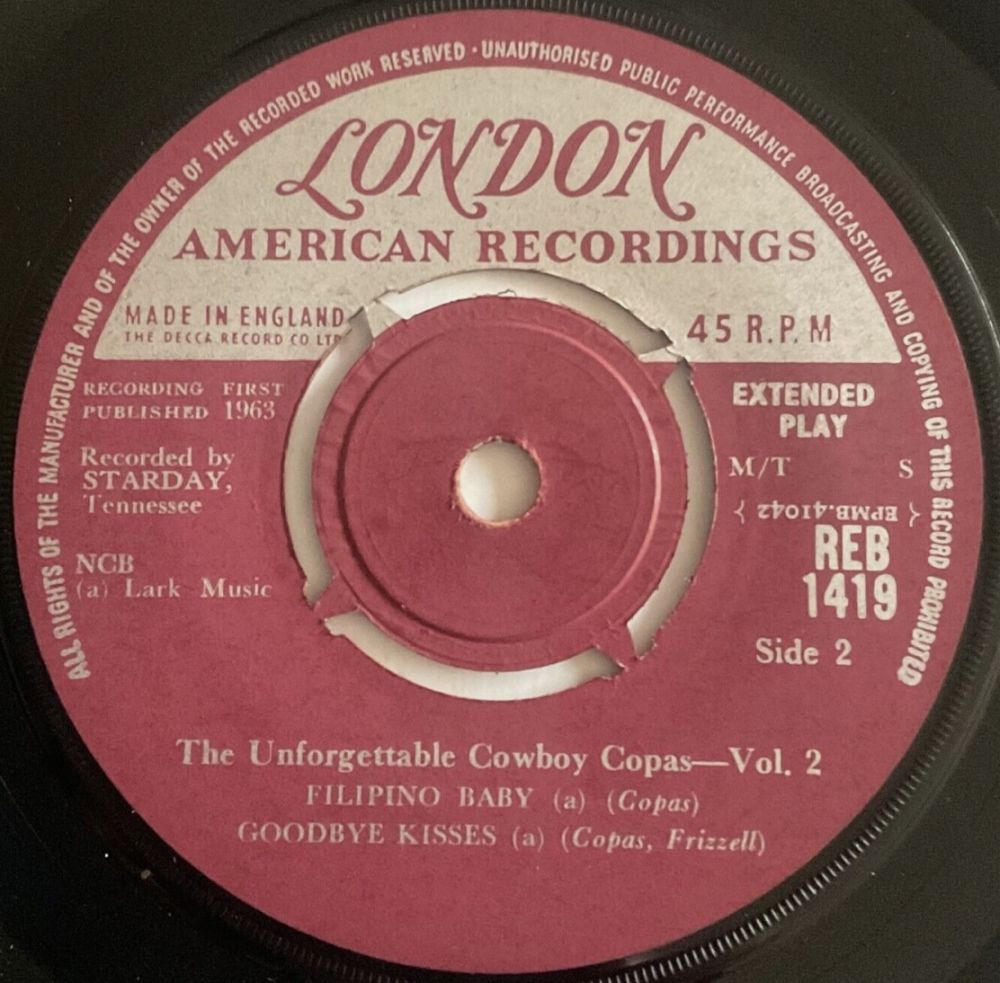 ALL RIGHTS OF THE MANUFACTURER AND OF THE OWNER OF THE RECORDED WORK RESERVED · UNAUTHORISED PUBLIC PERFORMANCE BROADCASTING AND COPYING OF THIS RECORD PROHIBITED
LONDON
AMERICAN RECORDINGS
MADE IN ENGLAND
THE DECCA RECORD CO LTD
45 R.P.M
RECORDING FIRST
PUBLISHED 1963
Recorded by
STARDAY,
Tennessee
NCB
(a) Lark Music
EXTENDED
PLAY
M/T S
{ EPMB.41042 }
REB
1419
Side 2
The Unforgettable Cowboy Copas—Vol. 2
FILIPINO BABY (a) (Copas)
GOODBYE KISSES (a) (Copas, Frizzell)